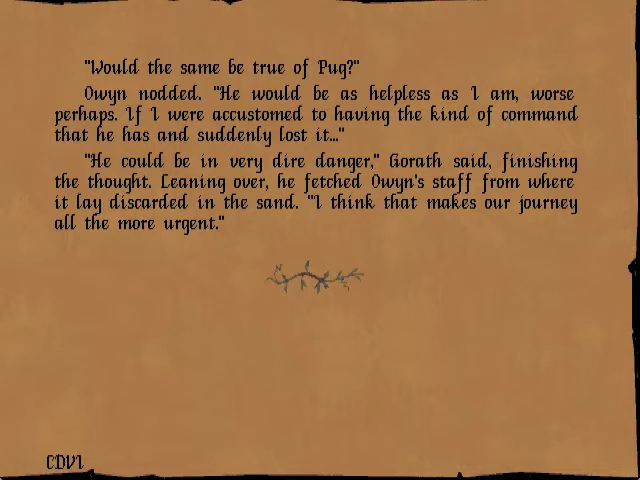 "Would the same be true of Pug?"
Owyn nodded. "He would be as helpless as I am, worse
perhaps. If I were accustomed to having the kind of command
that he has and suddenly lost it..."
"He could be in very dire danger," Gorath said, finishing
the thought. Leaning over, he fetched Owyn's staff from where
it lay discarded in the sand. "I think that makes our journey
all the more urgent."
CDVI